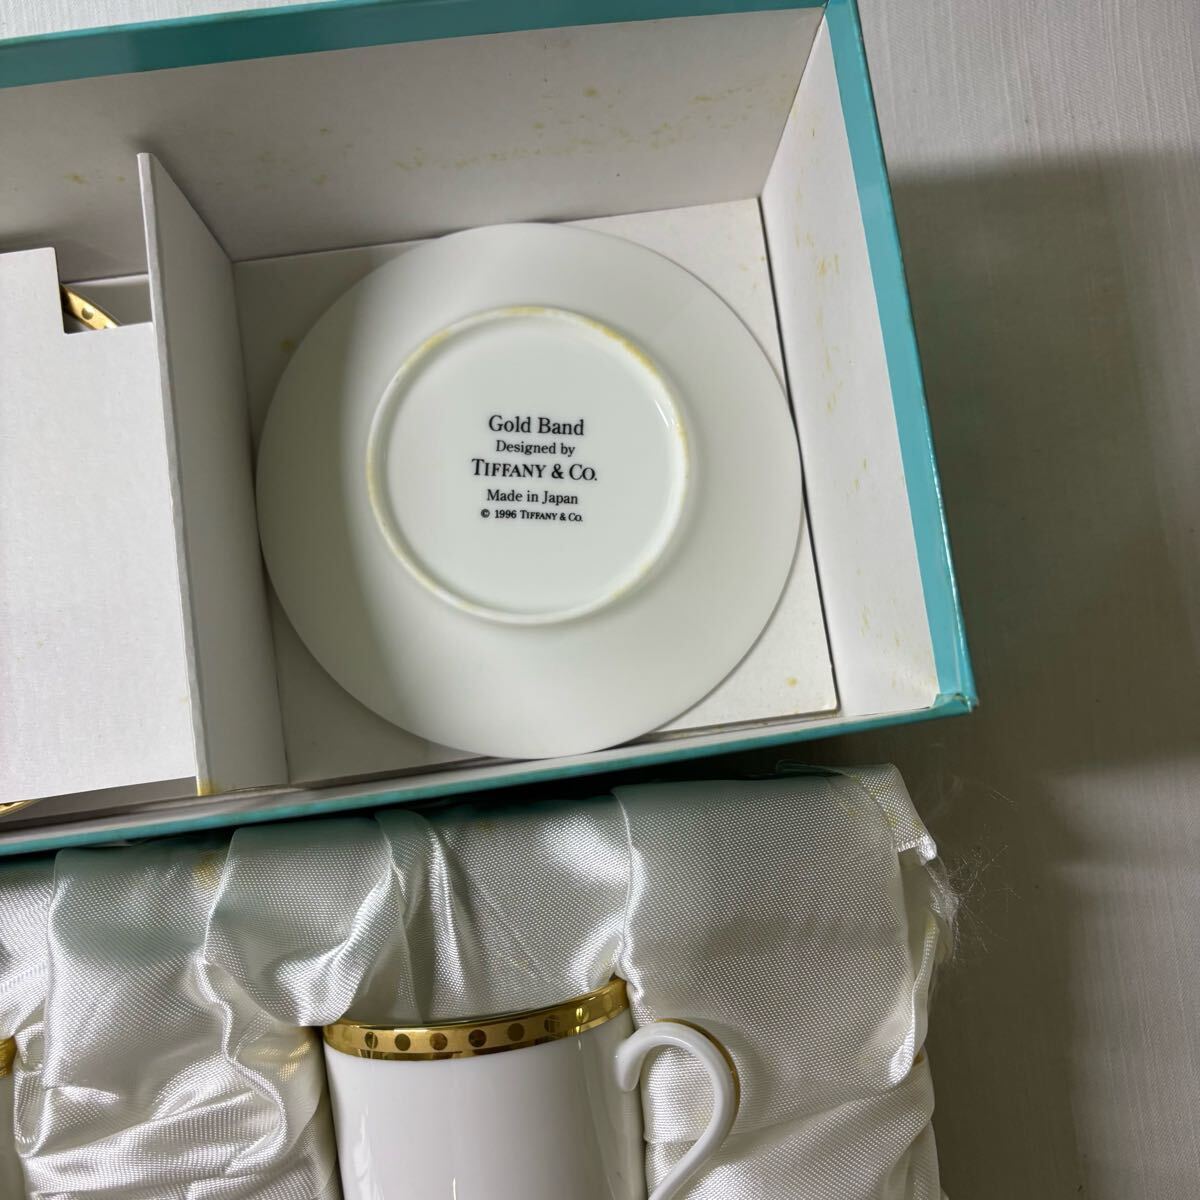 Gold Band
Designed by
TIFFANY & CO.
Made in Japan
© 1996 TIFFANY & CO.